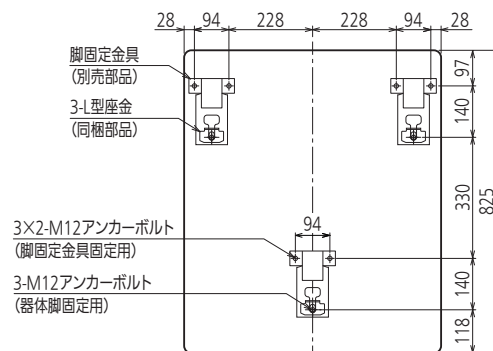 28 94 228 228 94 28
脚固定金具
(別売部品)
3-L型座金
(同梱部品)
97
140
330
825
3×2-M12アンカーボルト
(脚固定金具固定用)
94
3-M12アンカーボルト
(器体脚固定用)
140
118